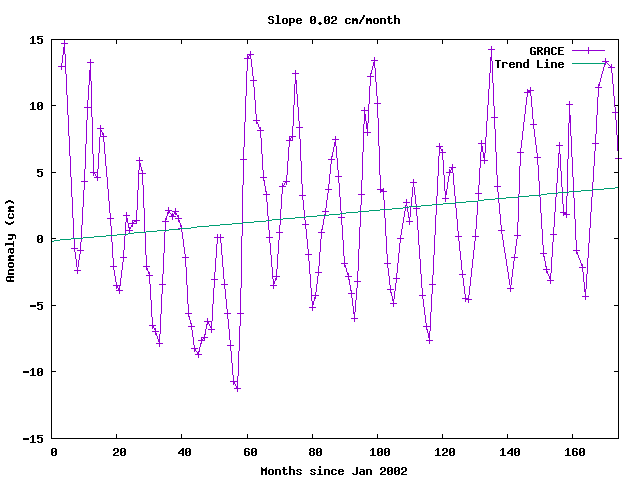 Slope 0.02 cm/month
GRACE
Trend Line
15
10
5
0
-5
-10
-15
Anomaly (cm)
0 20 40 60 80 100 120 140 160
Months since Jan 2002